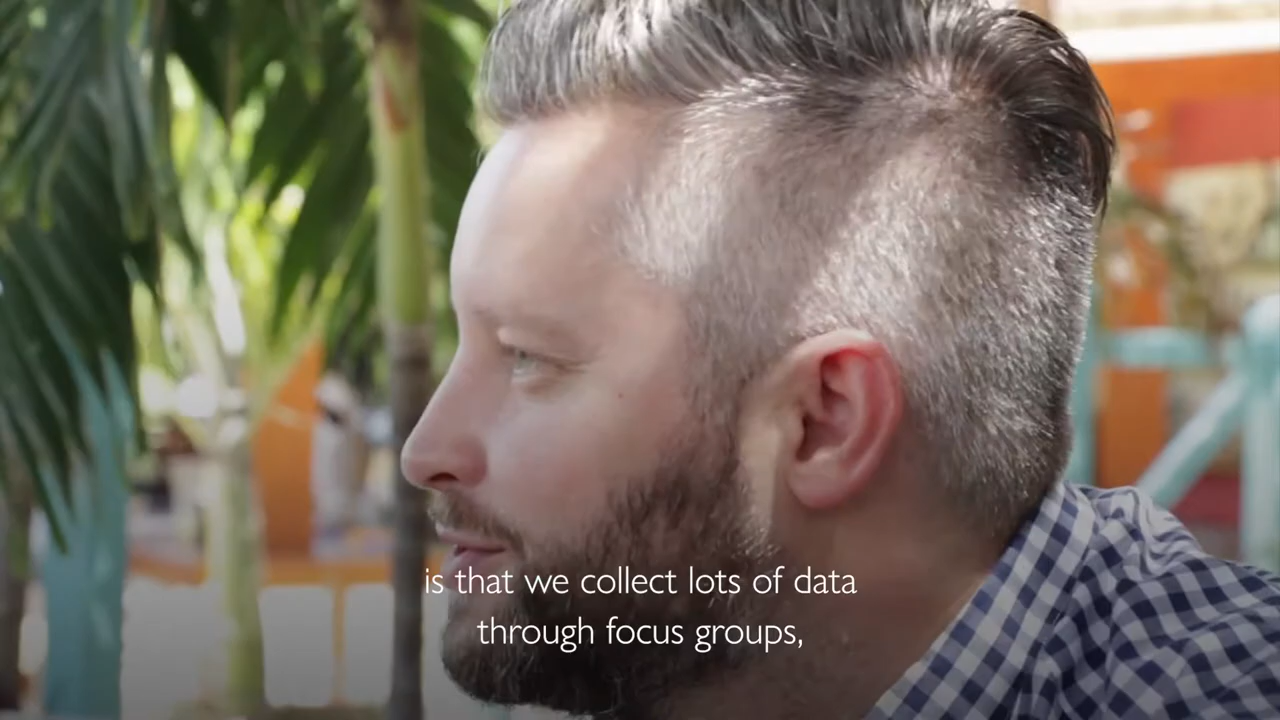 is that we collect lots of data
through focus groups,